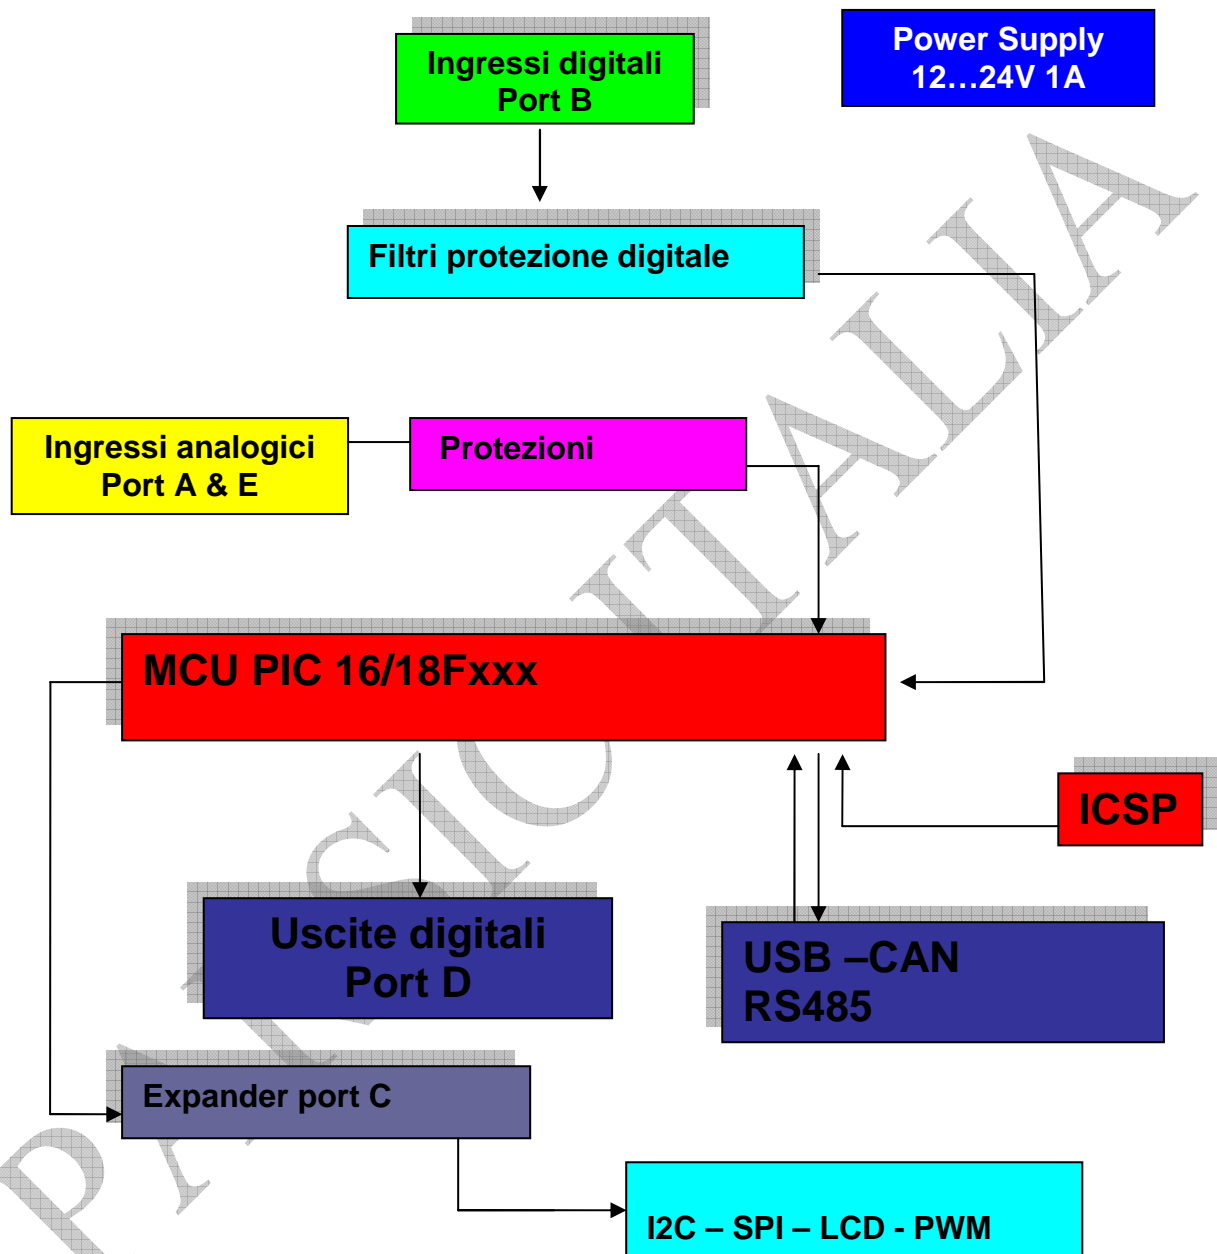 Ingressi digitali
Port B
Power Supply
12…24V 1A
Filtri protezione digitale
Ingressi analogici
Port A & E
Protezioni
MCU PIC 16/18Fxxx
ICSP
Uscite digitali
Port D
USB –CAN
RS485
Expander port C
I2C – SPI – LCD - PWM
PARSIC ITALIA